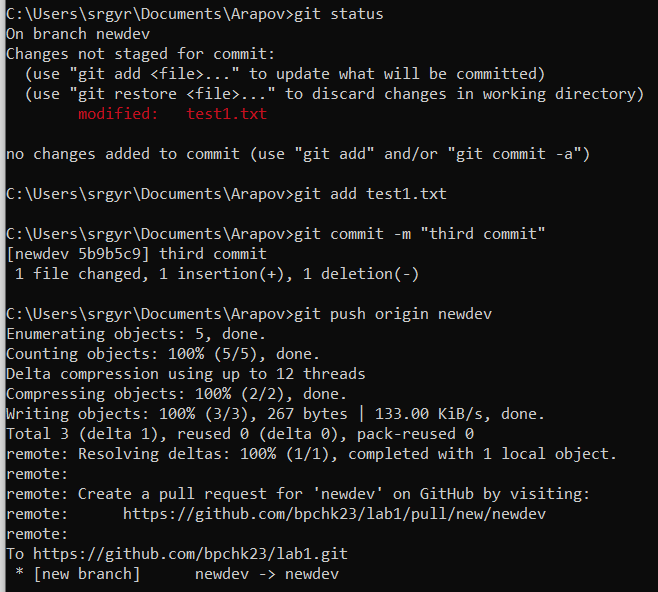 C:\Users\srgyr\Documents\Arapov>git status
On branch newdev
Changes not staged for commit:
  (use "git add <file>..." to update what will be committed)
  (use "git restore <file>..." to discard changes in working directory)
        modified:   test1.txt

no changes added to commit (use "git add" and/or "git commit -a")

C:\Users\srgyr\Documents\Arapov>git add test1.txt

C:\Users\srgyr\Documents\Arapov>git commit -m "third commit"
[newdev 5b9b5c9] third commit
 1 file changed, 1 insertion(+), 1 deletion(-)

C:\Users\srgyr\Documents\Arapov>git push origin newdev
Enumerating objects: 5, done.
Counting objects: 100% (5/5), done.
Delta compression using up to 12 threads
Compressing objects: 100% (2/2), done.
Writing objects: 100% (3/3), 267 bytes | 133.00 KiB/s, done.
Total 3 (delta 1), reused 0 (delta 0), pack-reused 0
remote: Resolving deltas: 100% (1/1), completed with 1 local object.
remote:
remote: Create a pull request for 'newdev' on GitHub by visiting:
remote:      https://github.com/bpchk23/lab1/pull/new/newdev
remote:
To https://github.com/bpchk23/lab1.git
 * [new branch]      newdev -> newdev